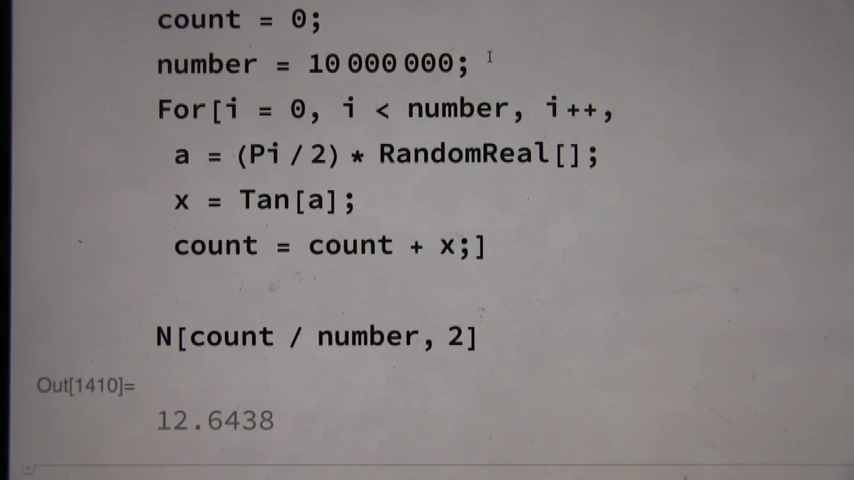 count = 0;
number = 10 000 000;
For[i = 0, i < number, i++,
a = (Pi / 2) * RandomReal[];
x = Tan[a];
count = count + x;]
N[count / number, 2]
Out[1410]=
12.6438